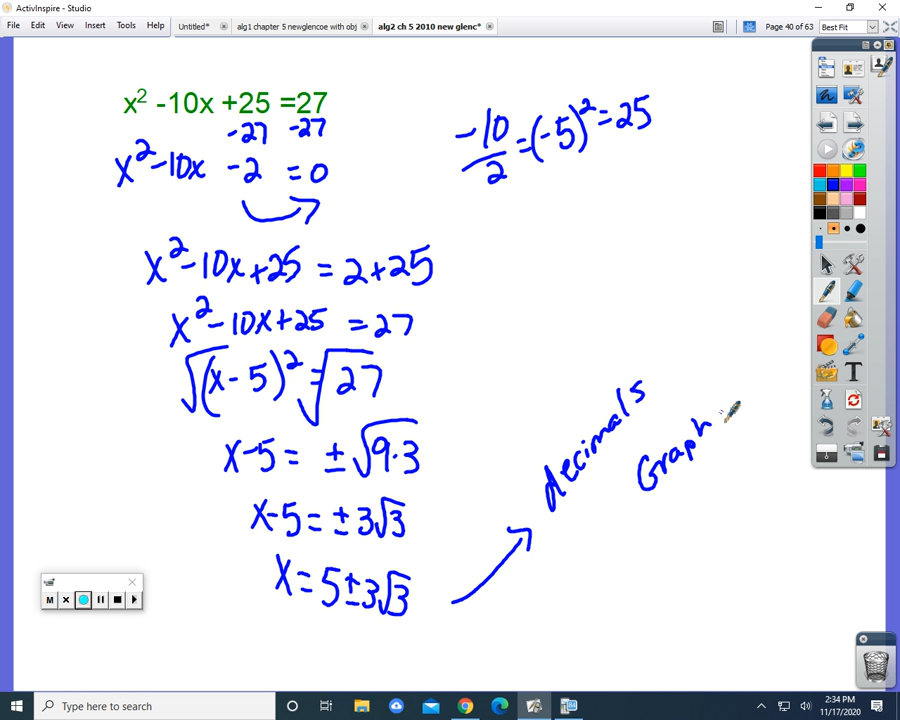 ActivInspire - Studio
File Edit View Insert Tools Help
Untitled* alg1 chapter 5 newglencoe with obj alg2 ch 5 2010 new glenc* Page 40 of 63 Best Fit
x² -10x +25 =27
-27 -27
x² -10x -2 = 0
-10/2 = (-5)² = 25
x² -10x+25 = 2+25
x² -10x+25 = 27
√(x-5)² = √27
x-5 = ±√9·3
x-5 = ±3√3
x = 5±3√3
decimals
Graph
M
T
Type here to search
2:34 PM
11/17/2020